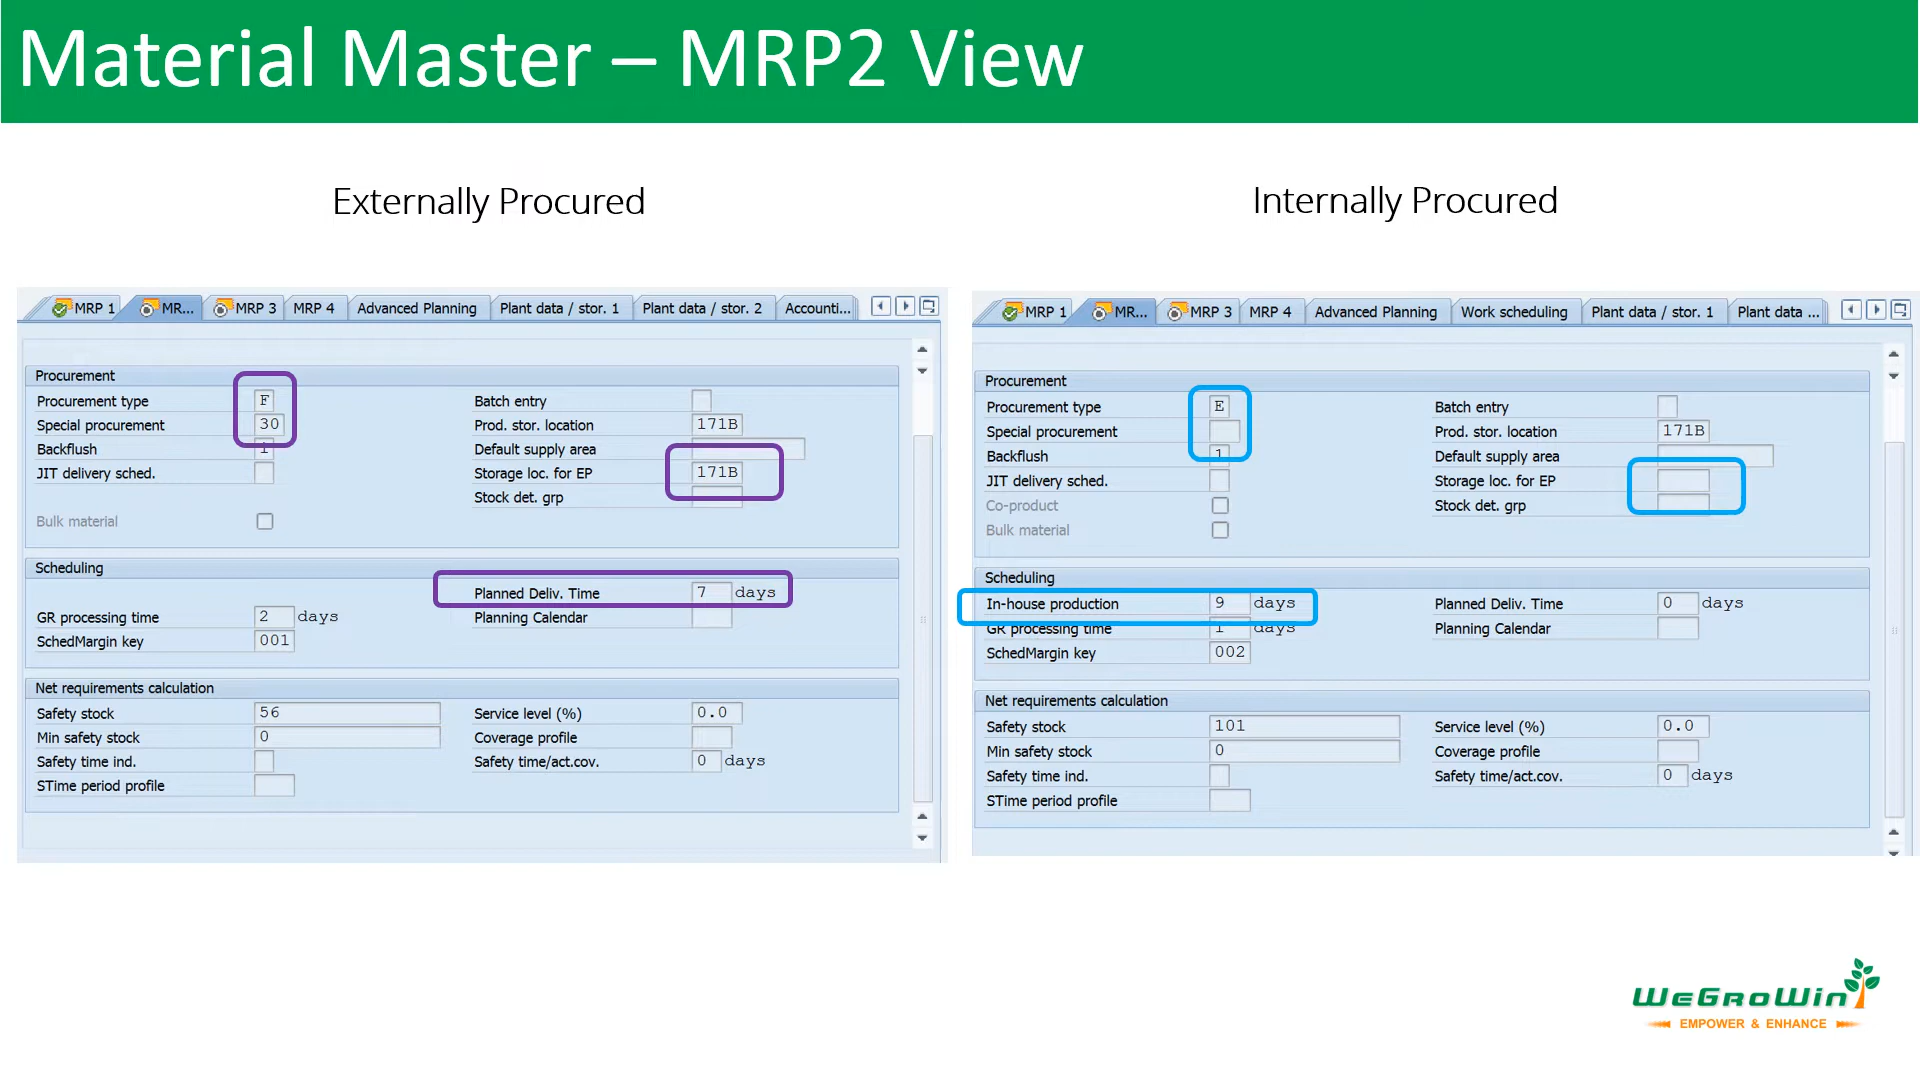 Material Master – MRP2 View
Externally Procured
MRP 1 MR... MRP 3 MRP 4 Advanced Planning Plant data / stor. 1 Plant data / stor. 2 Accounti...
Procurement
Procurement type F Batch entry
Special procurement 30 Prod. stor. location 171B
Backflush 1 Default supply area
JIT delivery sched. Storage loc. for EP 171B
Stock det. grp
Bulk material
Scheduling
Planned Deliv. Time 7 days
GR processing time 2 days Planning Calendar
SchedMargin key 001
Net requirements calculation
Safety stock 56 Service level (%) 0.0
Min safety stock 0 Coverage profile
Safety time ind. Safety time/act.cov. 0 days
STime period profile
Internally Procured
MRP 1 MR... MRP 3 MRP 4 Advanced Planning Work scheduling Plant data / stor. 1 Plant data ...
Procurement
Procurement type E Batch entry
Special procurement Prod. stor. location 171B
Backflush 1 Default supply area
JIT delivery sched. Storage loc. for EP
Co-product Stock det. grp
Bulk material
Scheduling
In-house production 9 days Planned Deliv. Time 0 days
GR processing time 1 days Planning Calendar
SchedMargin key 002
Net requirements calculation
Safety stock 101 Service level (%) 0.0
Min safety stock 0 Coverage profile
Safety time ind. Safety time/act.cov. 0 days
STime period profile
WeGroWin
EMPOWER & ENHANCE